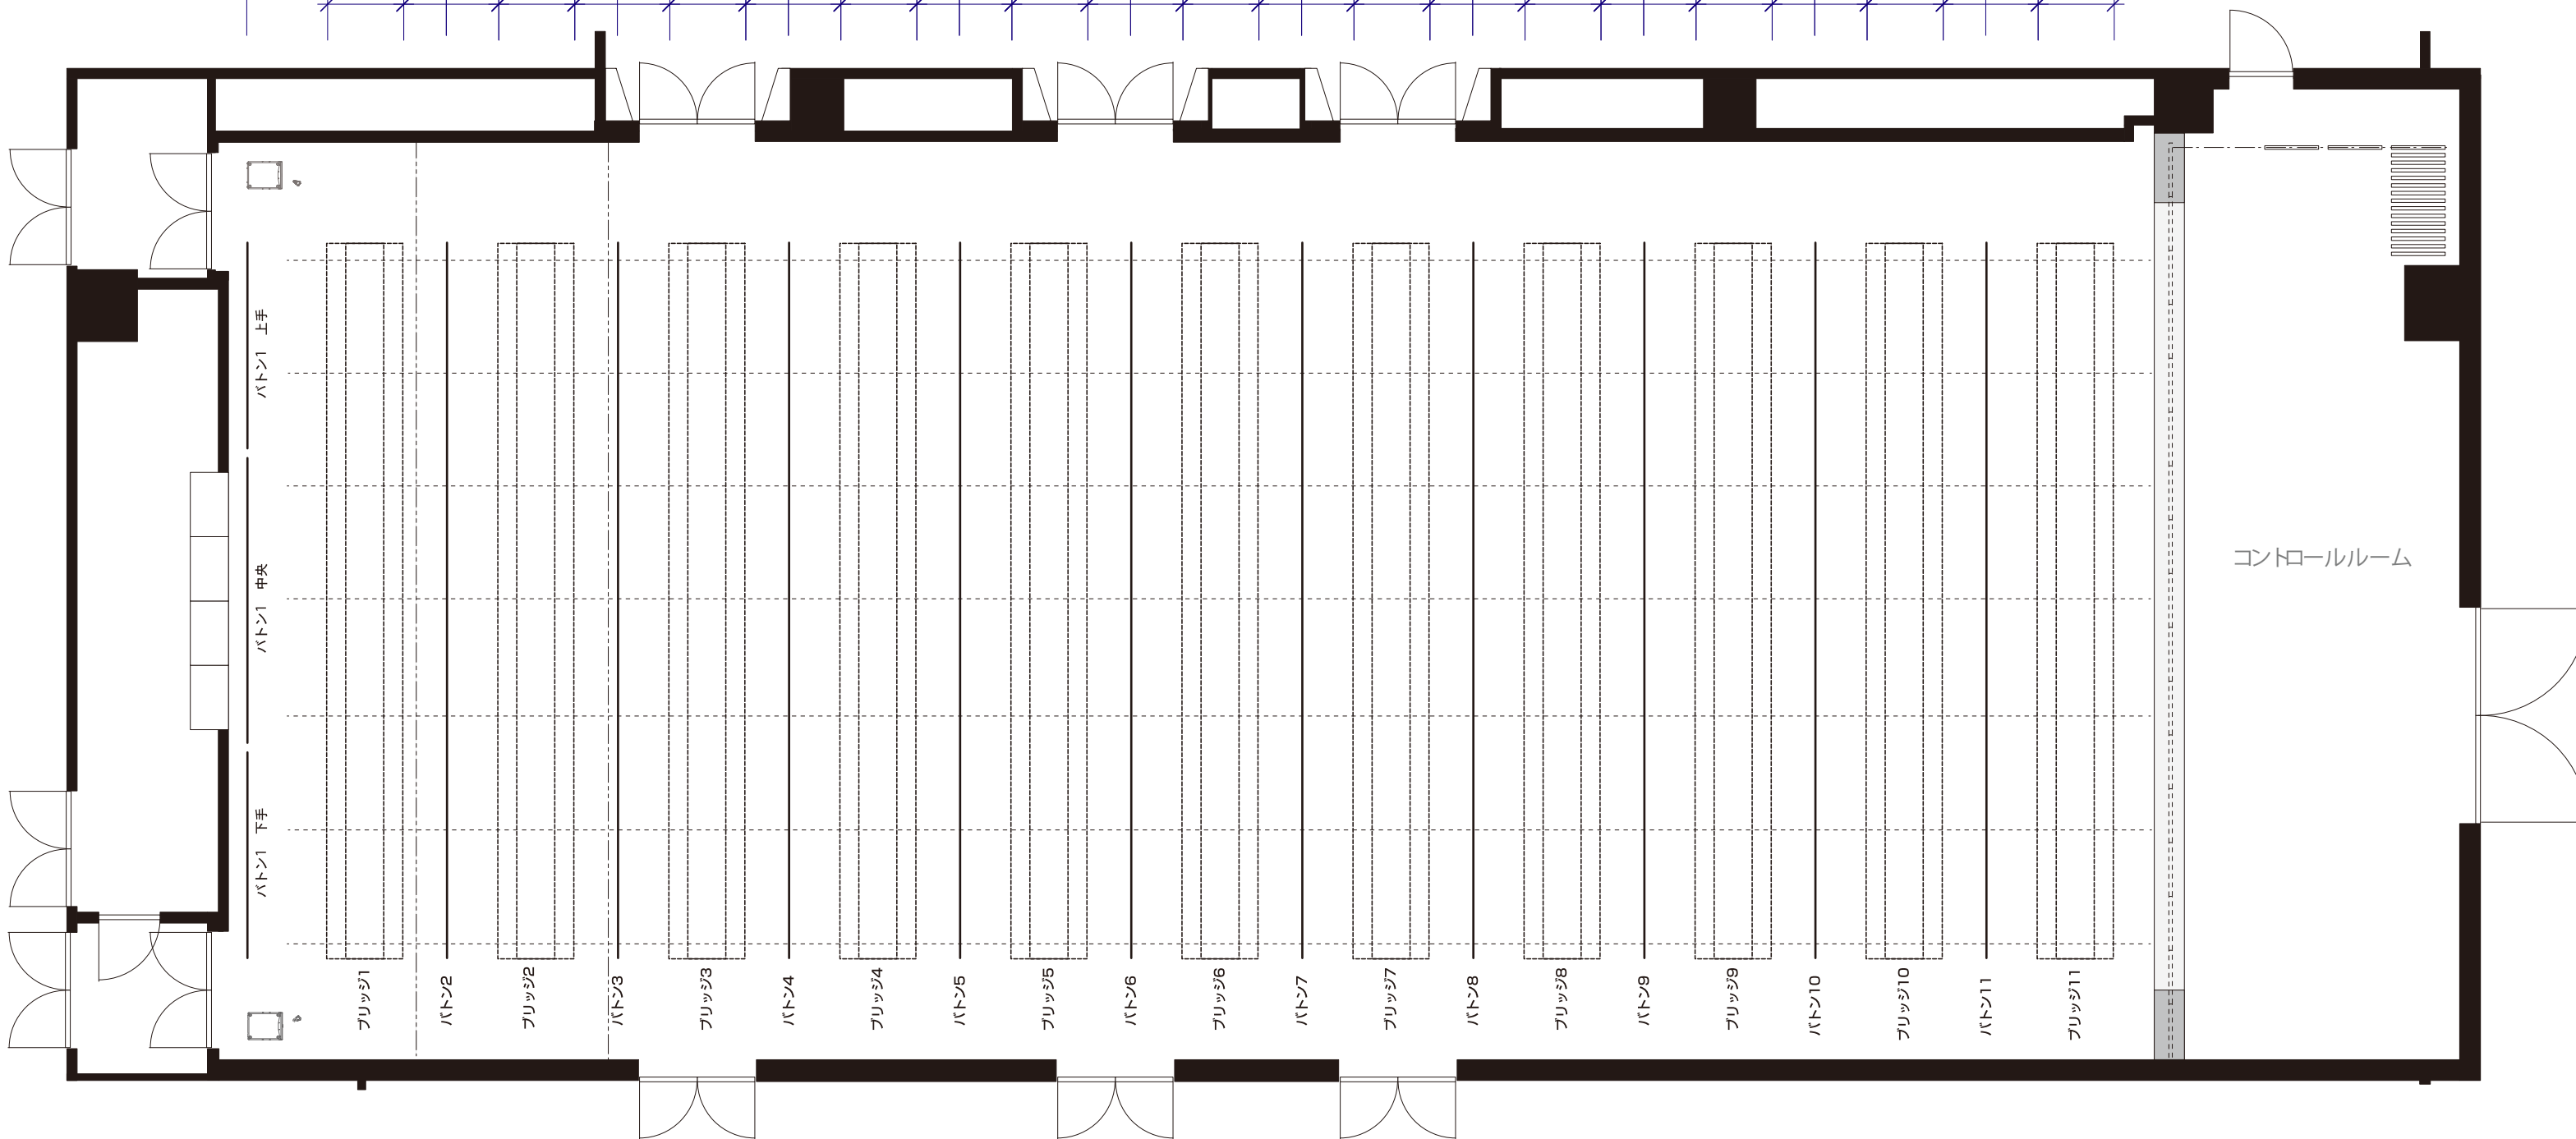 バトン1 上手
バトン1 中央
バトン1 下手
ブリッジ1
バトン2
ブリッジ2
バトン3
ブリッジ3
バトン4
ブリッジ4
バトン5
ブリッジ5
バトン6
ブリッジ6
バトン7
ブリッジ7
バトン8
ブリッジ8
バトン9
ブリッジ9
バトン10
ブリッジ10
バトン11
ブリッジ11
コントロールルーム